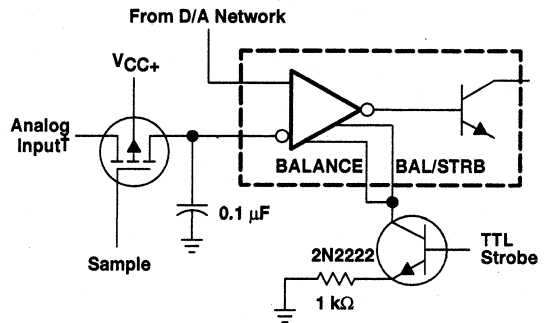 From D/A Network
VCC+
Analog
Input†
BALANCE
BAL/STRB
0.1 μF
Sample
2N2222
TTL
Strobe
1 kΩ